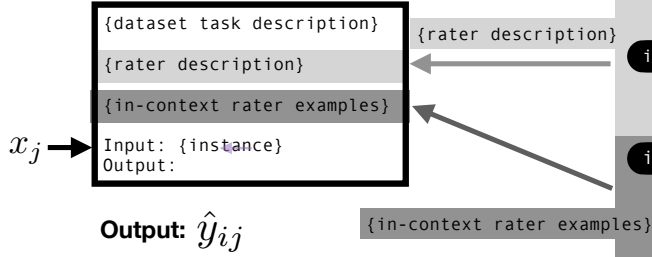 {dataset task description}
{rater description}
{rater description}
{in-context rater examples}
x_j
Input: {instance}
Output:
Output: ŷ_ij
{in-context rater examples}
i
i